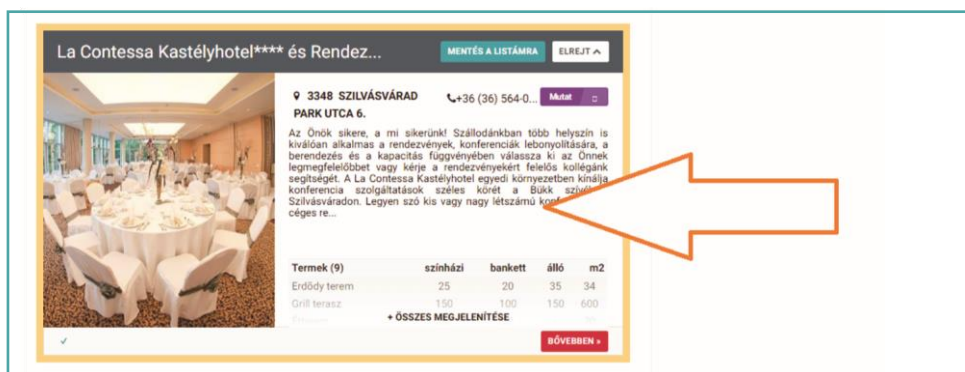 La Contessa Kastélyhotel**** és Rendez...
MENTÉS A LISTÁMRA
ELREJT
3348 SZILVÁSVÁRAD
PARK UTCA 6.
+36 (36) 564-0...
Mutat
Az Önök sikere, a mi sikerünk! Szállodánkban több helyszín is
kiválóan alkalmas a rendezvények, konferenciák lebonyolítására, a
berendezés és a kapacitás függvényében válassza ki az Önnek
legmegfelelőbbet vagy kérje a rendezvényekért felelős kollégánk
segítségét. A La Contessa Kastélyhotel egyedi környezetben kínálja
konferencia szolgáltatások széles körét a Bükk
Szilvásváradon. Legyen szó kis vagy nagy létszámú
céges re...
Termek (9) színházi bankett álló m2
Erdődy terem 25 20 35 34
Grill terasz 150 100 150 600
+ ÖSSZES MEGJELENÍTÉSE
BŐVEBBEN »